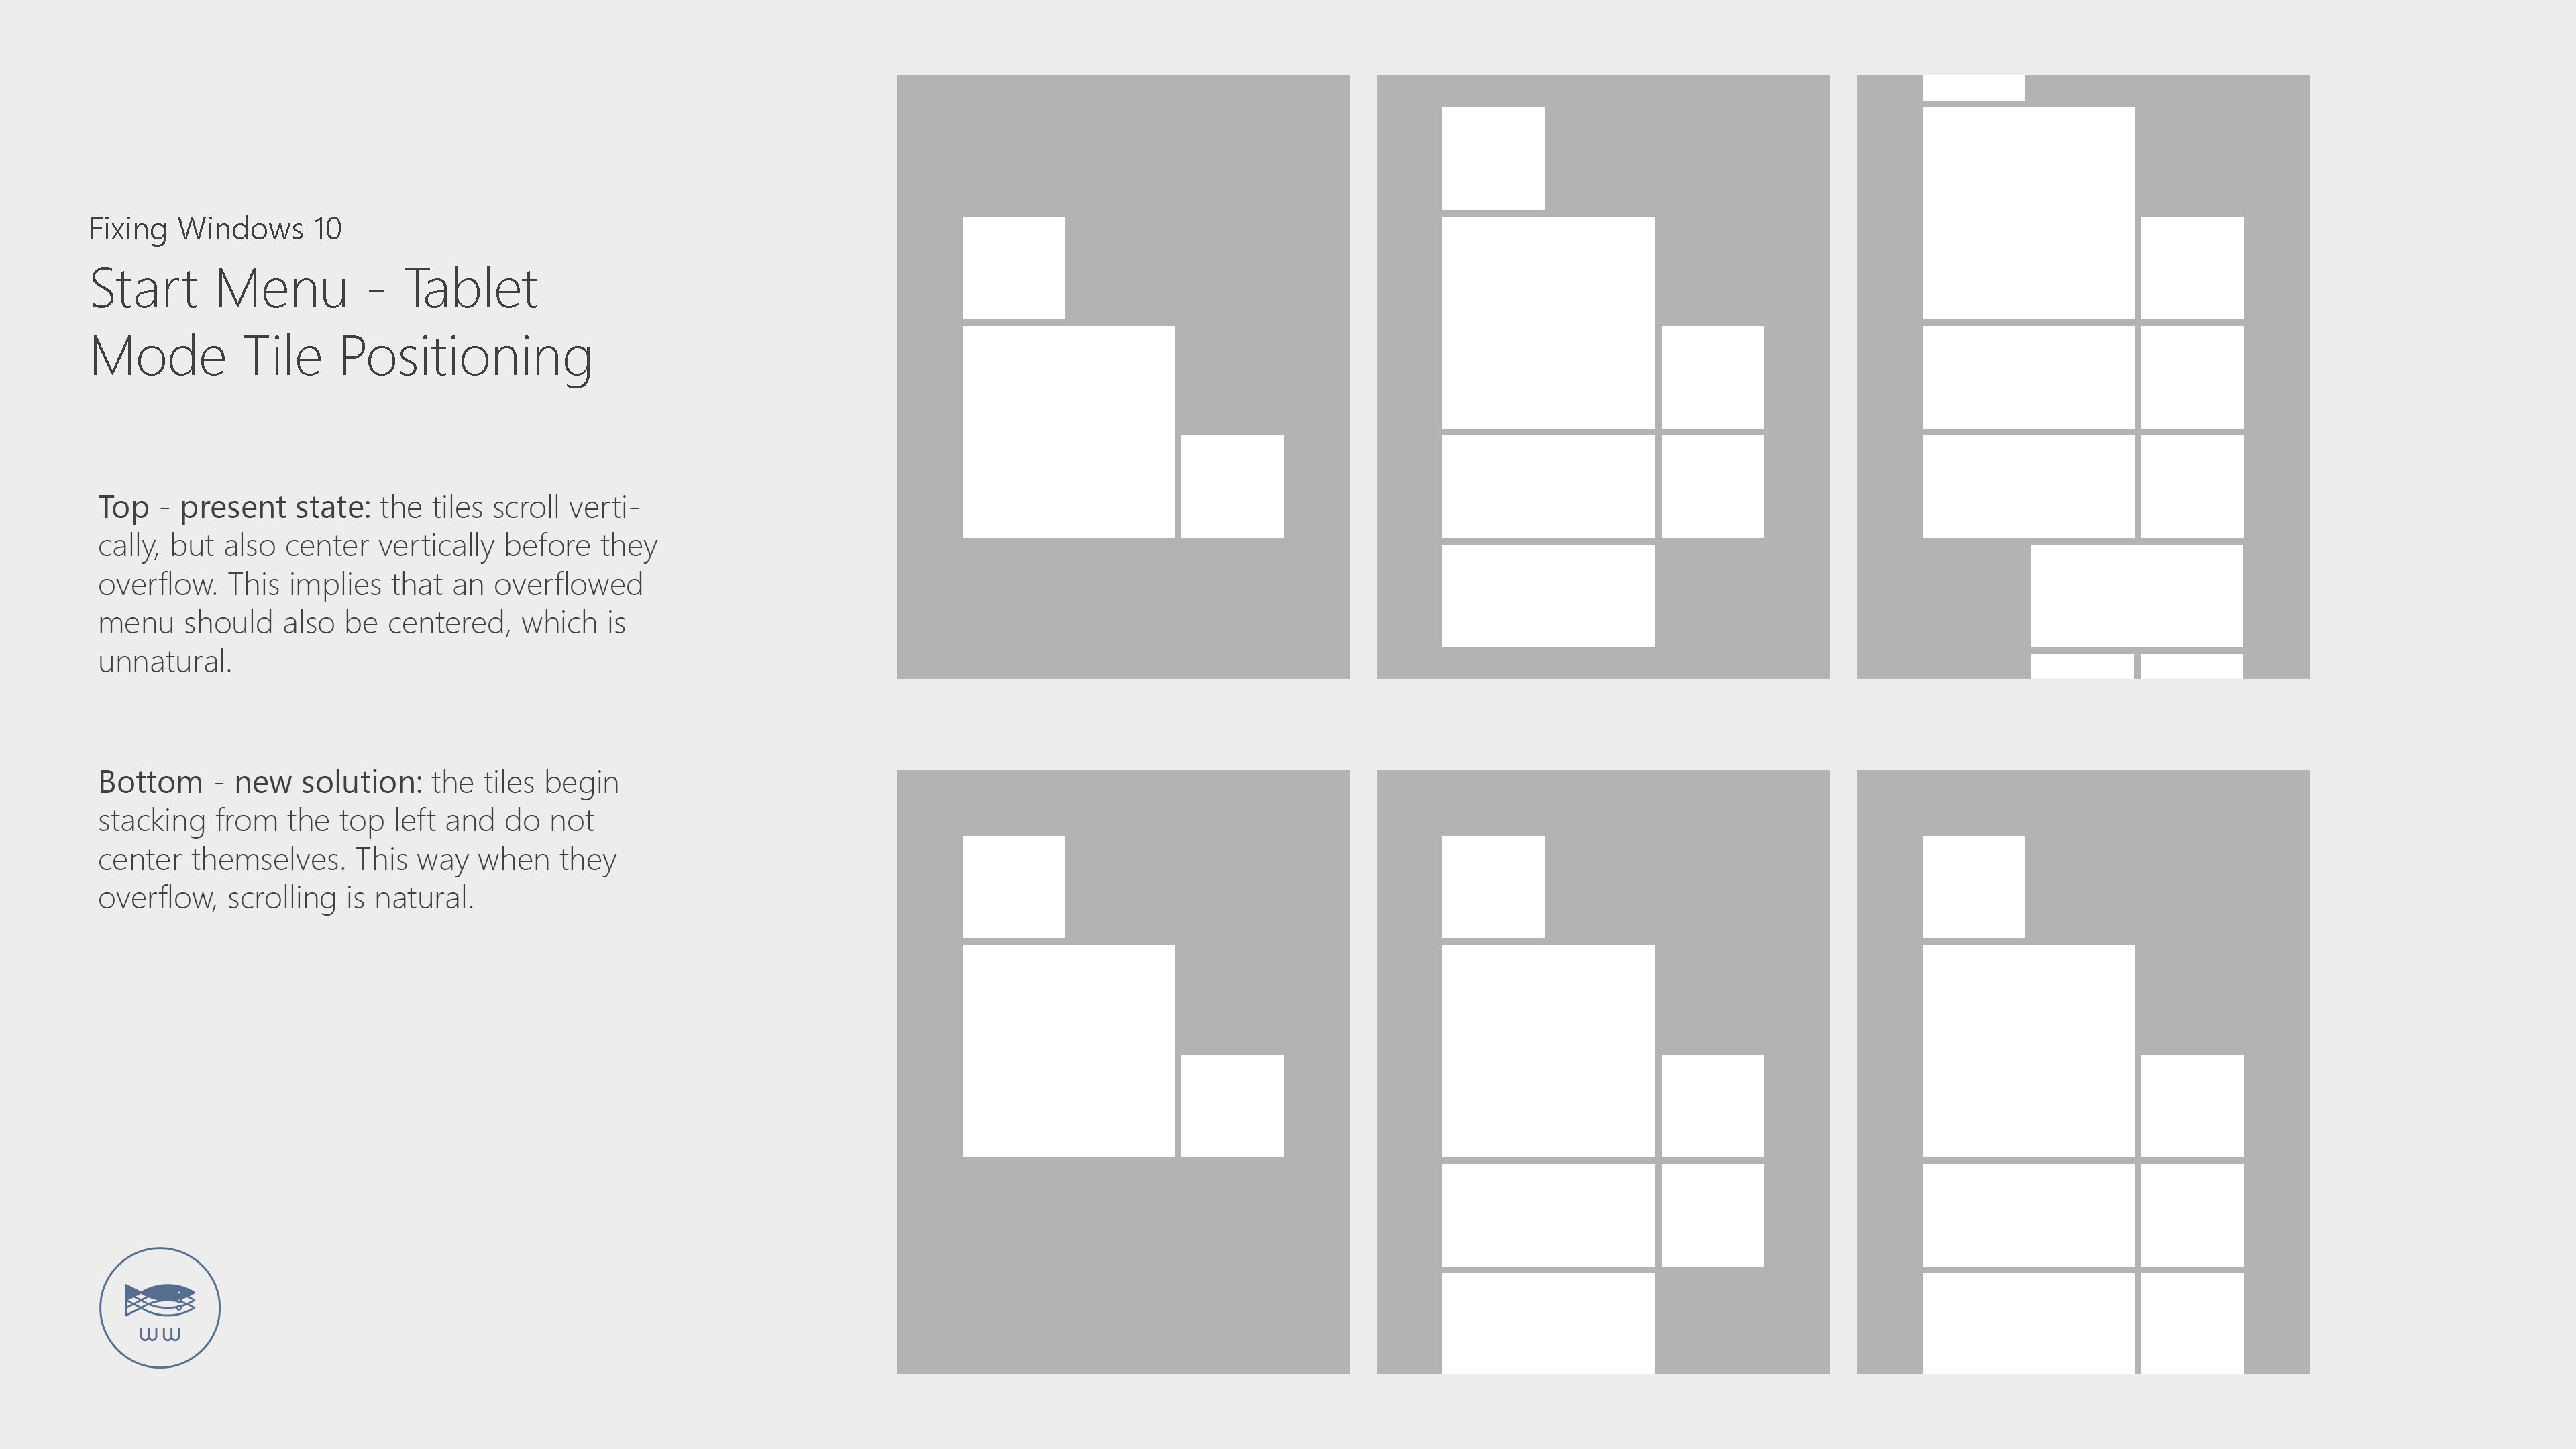 Fixing Windows 10
Start Menu - Tablet
Mode Tile Positioning
Top - present state: the tiles scroll verti-
cally, but also center vertically before they
overflow. This implies that an overflowed
menu should also be centered, which is
unnatural.
Bottom - new solution: the tiles begin
stacking from the top left and do not
center themselves. This way when they
overflow, scrolling is natural.
WW